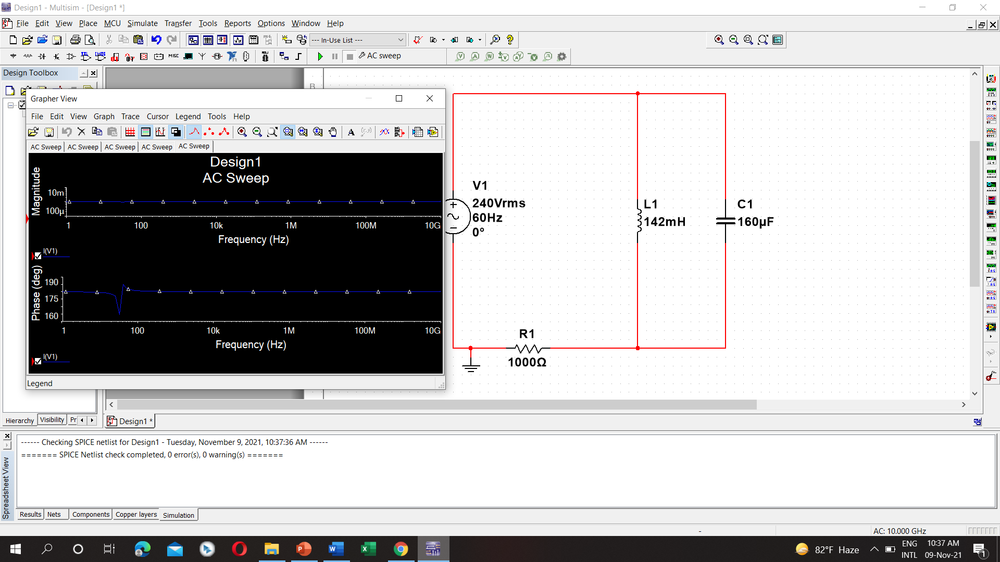 Design1 - Multisim - [Design1 *]
File Edit View Place MCU Simulate Transfer Tools Reports Options Window Help
--- In-Use List ---
MISC
AC sweep
Design Toolbox
B
Grapher View
File Edit View Graph Trace Cursor Legend Tools Help
AC Sweep AC Sweep AC Sweep AC Sweep AC Sweep
Design1
AC Sweep
Magnitude
10m
100µ
1 100 10k 1M 100M 10G
Frequency (Hz)
I(V1)
Phase (deg)
190
175
160
1 100 10k 1M 100M 10G
Frequency (Hz)
I(V1)
Legend
V1
240Vrms
60Hz
0°
L1
142mH
C1
160µF
R1
1000Ω
Hierarchy Visibility Pr
Design1 *
------ Checking SPICE netlist for Design1 - Tuesday, November 9, 2021, 10:37:36 AM ------
======= SPICE Netlist check completed, 0 error(s), 0 warning(s) =======
Spreadsheet View
Results Nets Components Copper layers Simulation
- AC: 10.000 GHz
82°F Haze
ENG
INTL
10:37 AM
09-Nov-21
1